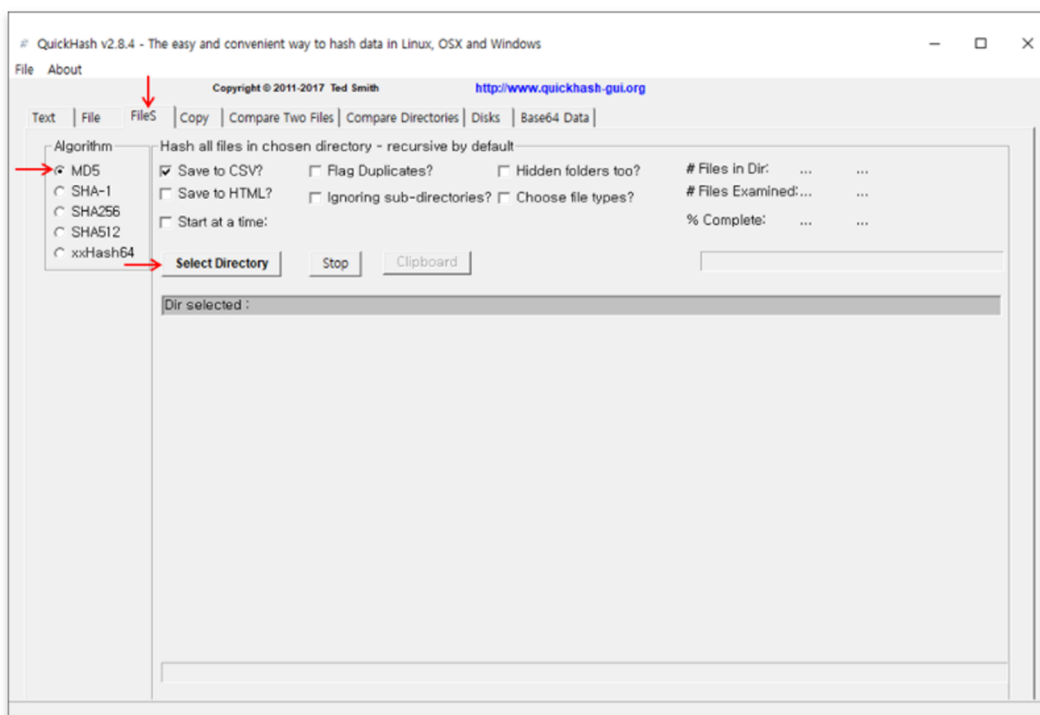 QuickHash v2.8.4 - The easy and convenient way to hash data in Linux, OSX and Windows
File About
Copyright © 2011-2017 Ted Smith http://www.quickhash-gui.org
Text File FileS Copy Compare Two Files Compare Directories Disks Base64 Data
Algorithm Hash all files in chosen directory - recursive by default
MD5 Save to CSV? Flag Duplicates? Hidden folders too? # Files in Dir: ... ...
SHA-1 Save to HTML? Ignoring sub-directories? Choose file types? # Files Examined:... ...
SHA256
SHA512 Start at a time: % Complete: ... ...
xxHash64 Select Directory Stop Clipboard
Dir selected :